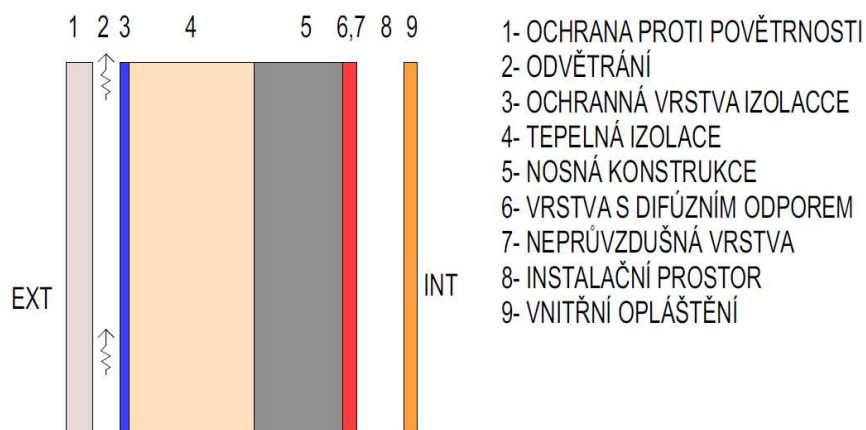 1 2 3 4 5 6,7 8 9
EXT
INT
1- OCHRANA PROTI POVĚTRNOSTI
2- ODVĚTRÁNÍ
3- OCHRANNÁ VRSTVA IZOLACCE
4- TEPELNÁ IZOLACE
5- NOSNÁ KONSTRUKCE
6- VRSTVA S DIFÚZNÍM ODPOREM
7- NEPRŮVZDUŠNÁ VRSTVA
8- INSTALAČNÍ PROSTOR
9- VNITŘNÍ OPLÁŠTĚNÍ